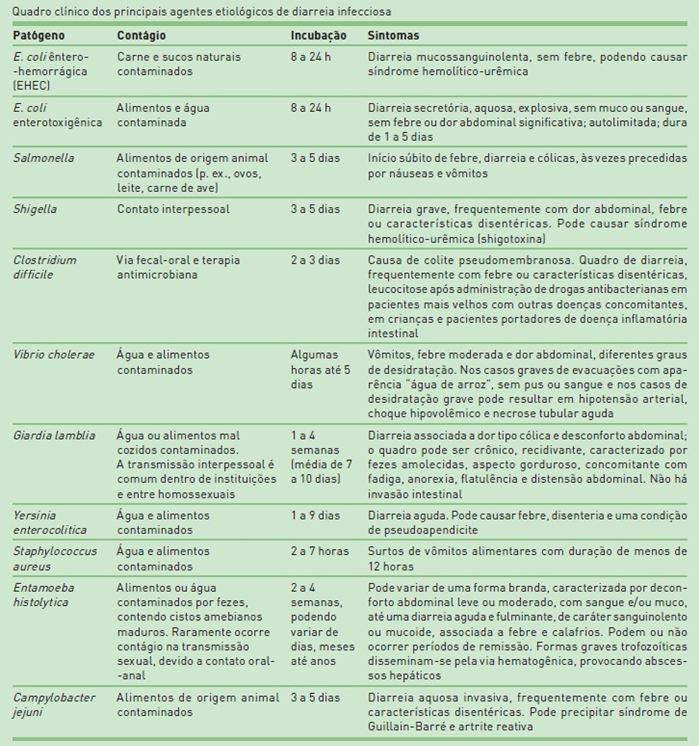 Quadro clínico dos principais agentes etiológicos de diarreia infecciosa
Patógeno Contágio Incubação Sintomas
E. coli êntero- Carne e sucos naturais 8 a 24 h Diarreia mucossanguinolenta, sem febre, podendo causar
-hemorrágica contaminados síndrome hemolítico-urêmica
(EHEC)
E. coli Alimentos e água 8 a 24 h Diarreia secretória, aquosa, explosiva, sem muco ou sangue,
enterotoxigênica contaminada sem febre ou dor abdominal significativa; autolimitada; dura
de 1 a 5 dias
Salmonella Alimentos de origem animal 3 a 5 dias Início súbito de febre, diarreia e cólicas, às vezes precedidas
contaminados (p. ex., ovos, por náuseas e vômitos
leite, carne de ave)
Shigella Contato interpessoal 3 a 5 dias Diarreia grave, frequentemente com dor abdominal, febre
ou características disentéricas. Pode causar síndrome
hemolítico-urêmica (shigotoxina)
Clostridium Via fecal-oral e terapia 2 a 3 dias Causa de colite pseudomembranosa. Quadro de diarreia,
difficile antimicrobiana frequentemente com febre ou características disentéricas,
leucocitose após administração de drogas antibacterianas em
pacientes mais velhos com outras doenças concomitantes,
em crianças e pacientes portadores de doença inflamatória
intestinal
Vibrio cholerae Água e alimentos Algumas Vômitos, febre moderada e dor abdominal, diferentes graus
contaminados horas até 5 de desidratação. Nos casos graves de evacuações com apa-
dias rência “água de arroz”, sem pus ou sangue e nos casos de
desidratação grave pode resultar em hipotensão arterial,
choque hipovolêmico e necrose tubular aguda
Giardia lamblia Água ou alimentos mal 1 a 4 Diarreia associada a dor tipo cólica e desconforto abdominal;
cozidos contaminados. semanas o quadro pode ser crônico, recidivante, caracterizado por
A transmissão interpessoal é (média de 7 fezes amolecidas, aspecto gorduroso, concomitante com
comum dentro de instituições a 10 dias) fadiga, anorexia, flatulência e distensão abdominal. Não há
e entre homossexuais invasão intestinal
Yersinia Água e alimentos 1 a 9 dias Diarreia aguda. Pode causar febre, disenteria e uma condição
enterocolitica contaminados de pseudoapendicite
Staphylococcus Água e alimentos 2 a 7 horas Surtos de vômitos alimentares com duração de menos de
aureus contaminados 12 horas
Entamoeba Alimentos ou água 2 a 4 Pode variar de uma forma branda, caracterizada por descon-
histolytica contaminados por fezes, semanas, forto abdominal leve ou moderado, com sangue e/ou muco,
contendo cistos amebianos podendo até uma diarreia aguda e fulminante, de caráter sanguinolento
maduros. Raramente ocorre variar de ou mucoide, associada a febre e calafrios. Podem ou não
contágio na transmissão dias, meses ocorrer períodos de remissão. Formas graves trofozoíticas
sexual, devido a contato oral- até anos disseminam-se pela via hematogênica, provocando absces-
-anal sos hepáticos
Campylobacter Alimentos de origem animal 3 a 5 dias Diarreia aquosa invasiva, frequentemente com febre ou
jejuni contaminados características disentéricas. Pode precipitar síndrome de
Guillain-Barré e artrite reativa